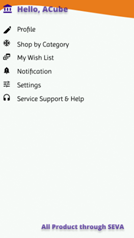 Hello, ACube
Profile
Shop by Category
My Wish List
Notification
Settings
Service Support & Help
All Product through SEVA